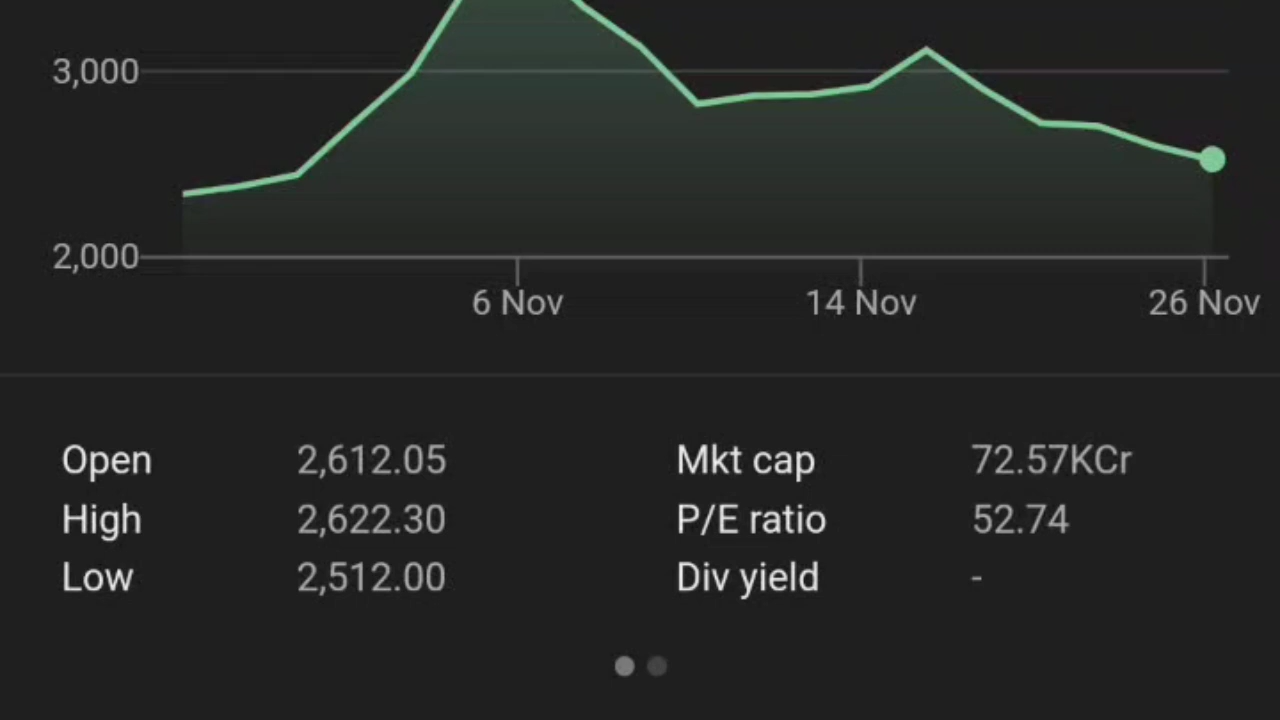 3,000
2,000
6 Nov 14 Nov 26 Nov
Open 2,612.05 Mkt cap 72.57KCr
High 2,622.30 P/E ratio 52.74
Low 2,512.00 Div yield -